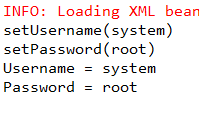 INFO: Loading XML bean
setUsername(system)
setPassword(root)
Username = system
Password = root